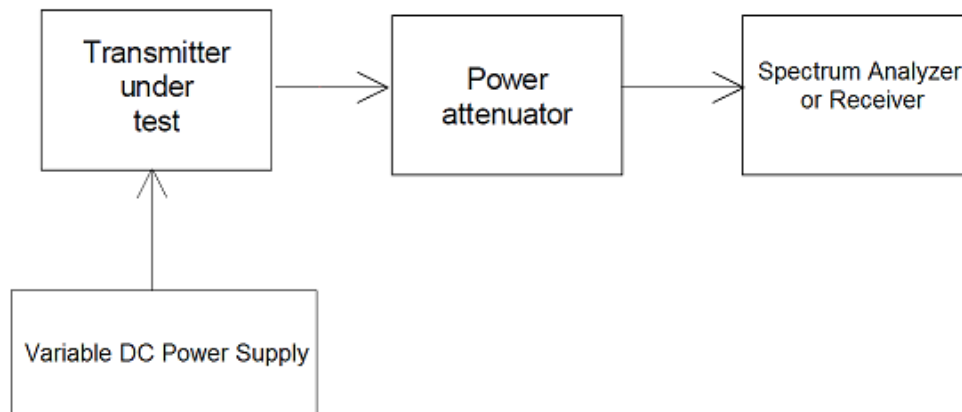 Transmitter
under
test
Power
attenuator
Spectrum Analyzer
or Receiver
Variable DC Power Supply